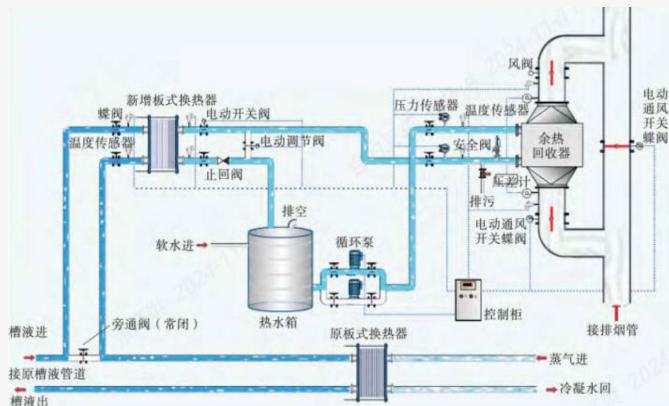 风阀
新增板式换热器
蝶阀
电动开关阀
压力传感器
温度传感器
电动
通风
开关
蝶阀
温度传感器
电动调节阀
安全阀
余热
回收器
止回阀
压差计
排污
排空
电动通风
开关蝶阀
软水进
循环泵
热水箱
控制柜
旁通阀（常闭）
原板式换热器
接排烟管
槽液进
蒸气进
接原槽液管道
冷凝水回
槽液出